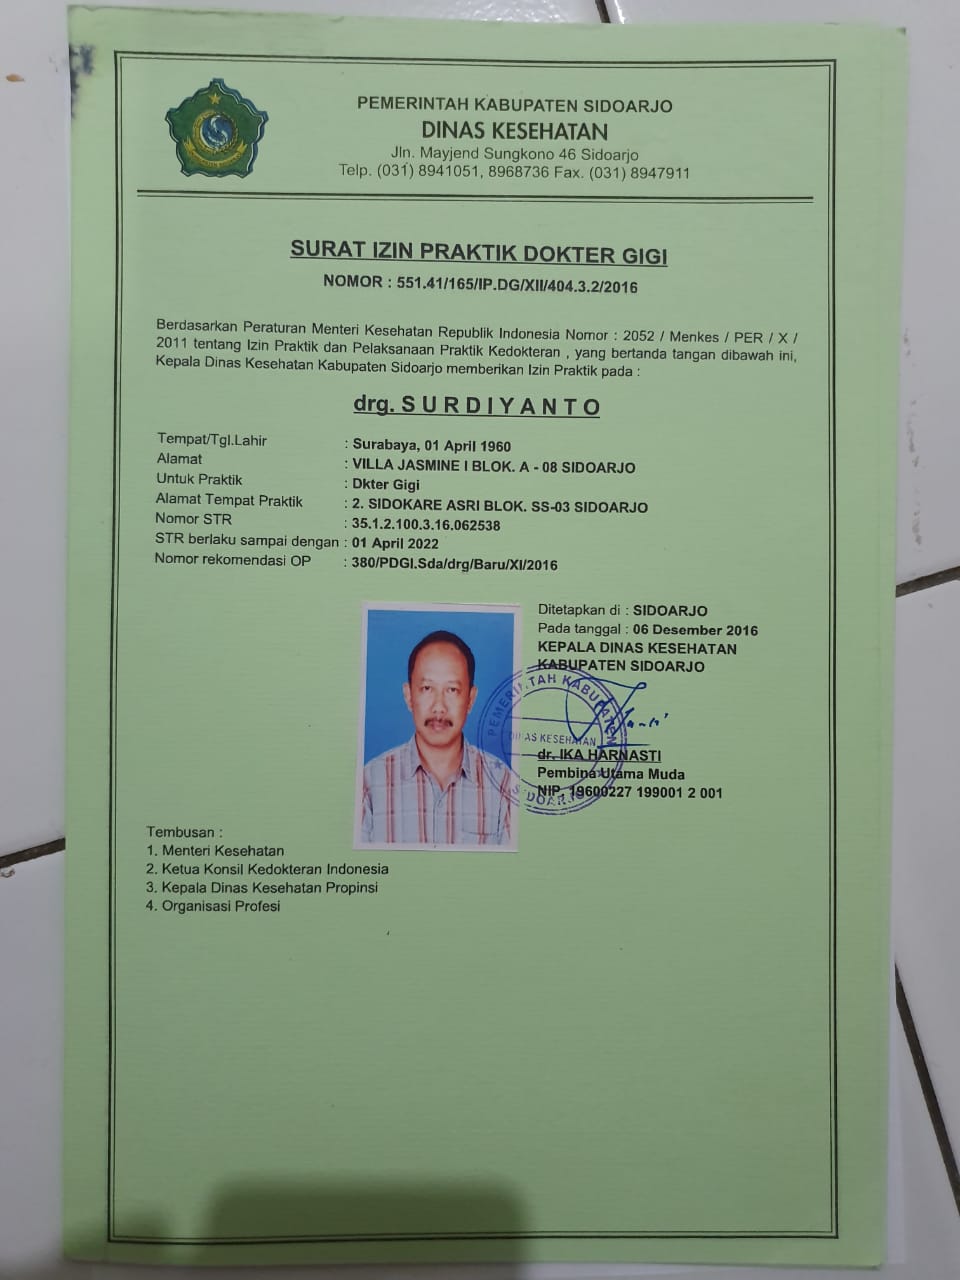 PEMERINTAH KABUPATEN SIDOARJO
DINAS KESEHATAN
Jln. Mayjend Sungkono 46 Sidoarjo
Telp. (031) 8941051, 8968736 Fax. (031) 8947911
SURAT IZIN PRAKTIK DOKTER GIGI
NOMOR : 551.41/165/IP.DG/XII/404.3.2/2016
Berdasarkan Peraturan Menteri Kesehatan Republik Indonesia Nomor : 2052 / Menkes / PER / X /
2011 tentang Izin Praktik dan Pelaksanaan Praktik Kedokteran , yang bertanda tangan dibawah ini,
Kepala Dinas Kesehatan Kabupaten Sidoarjo memberikan Izin Praktik pada :
drg. S U R D I Y A N T O
Tempat/Tgl.Lahir : Surabaya, 01 April 1960
Alamat : VILLA JASMINE I BLOK. A - 08 SIDOARJO
Untuk Praktik : Dkter Gigi
Alamat Tempat Praktik : 2. SIDOKARE ASRI BLOK. SS-03 SIDOARJO
Nomor STR : 35.1.2.100.3.16.062538
STR berlaku sampai dengan : 01 April 2022
Nomor rekomendasi OP : 380/PDGI.Sda/drg/Baru/XI/2016
Ditetapkan di : SIDOARJO
Pada tanggal : 06 Desember 2016
KEPALA DINAS KESEHATAN
KABUPATEN SIDOARJO
PEMERINTAH KABUPATEN
DINAS KESEHATAN
SIDOARJO
dr. IKA HARNASTI
Pembina Utama Muda
NIP. 19600227 199001 2 001
Tembusan :
1. Menteri Kesehatan
2. Ketua Konsil Kedokteran Indonesia
3. Kepala Dinas Kesehatan Propinsi
4. Organisasi Profesi